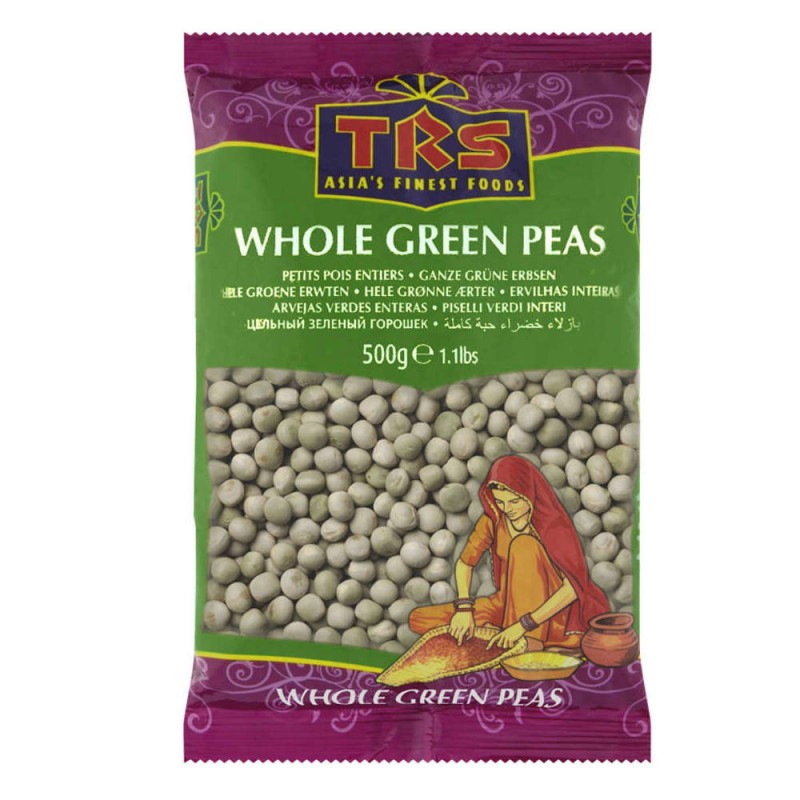 TRS
ASIA'S FINEST FOODS
WHOLE GREEN PEAS
PETITS POIS ENTIERS • GANZE GRÜNE ERBSEN
HELE GROENE ERWTEN • HELE GRØNNE ÆRTER • ERVILHAS INTEIRAS
ARVEJAS VERDES ENTERAS • PISELLI VERDI INTERI
ЦЕЛЬНЫЙ ЗЕЛЕНЫЙ ГОРОШЕК • بازلاء خضراء حبة كاملة
500g ℮ 1.1lbs
WHOLE GREEN PEAS